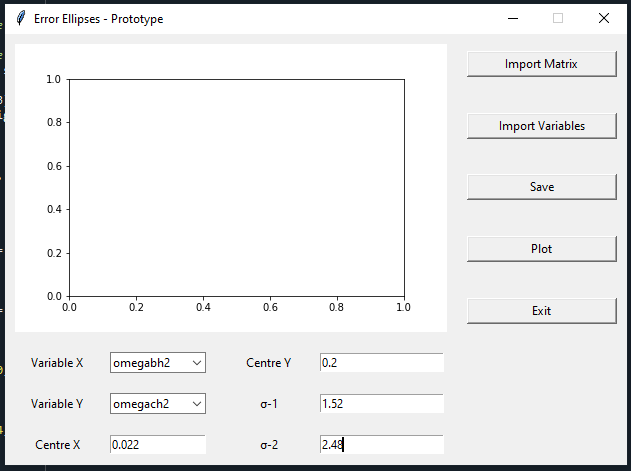 Error Ellipses - Prototype
Import Matrix
1.0
0.8
Import Variables
0.6
Save
0.4
0.2
Plot
0.0
0.0 0.2 0.4 0.6 0.8 1.0
Exit
Variable X omegabh2 Centre Y 0.2
Variable Y omegach2 σ-1 1.52
Centre X 0.022 σ-2 2.48